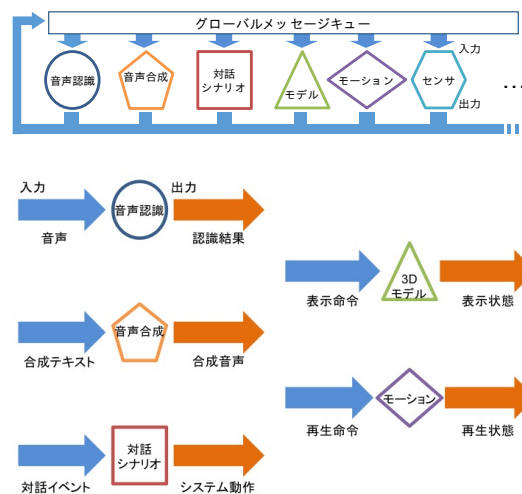 グローバルメッセージキュー
入力
音声認識
音声合成
対話
シナリオ
モデル
モーション
センサ
...
出力
入力
出力
音声認識
音声
認識結果
3D
モデル
表示命令
表示状態
音声合成
合成テキスト
合成音声
モーション
再生命令
再生状態
対話
シナリオ
対話イベント
システム動作